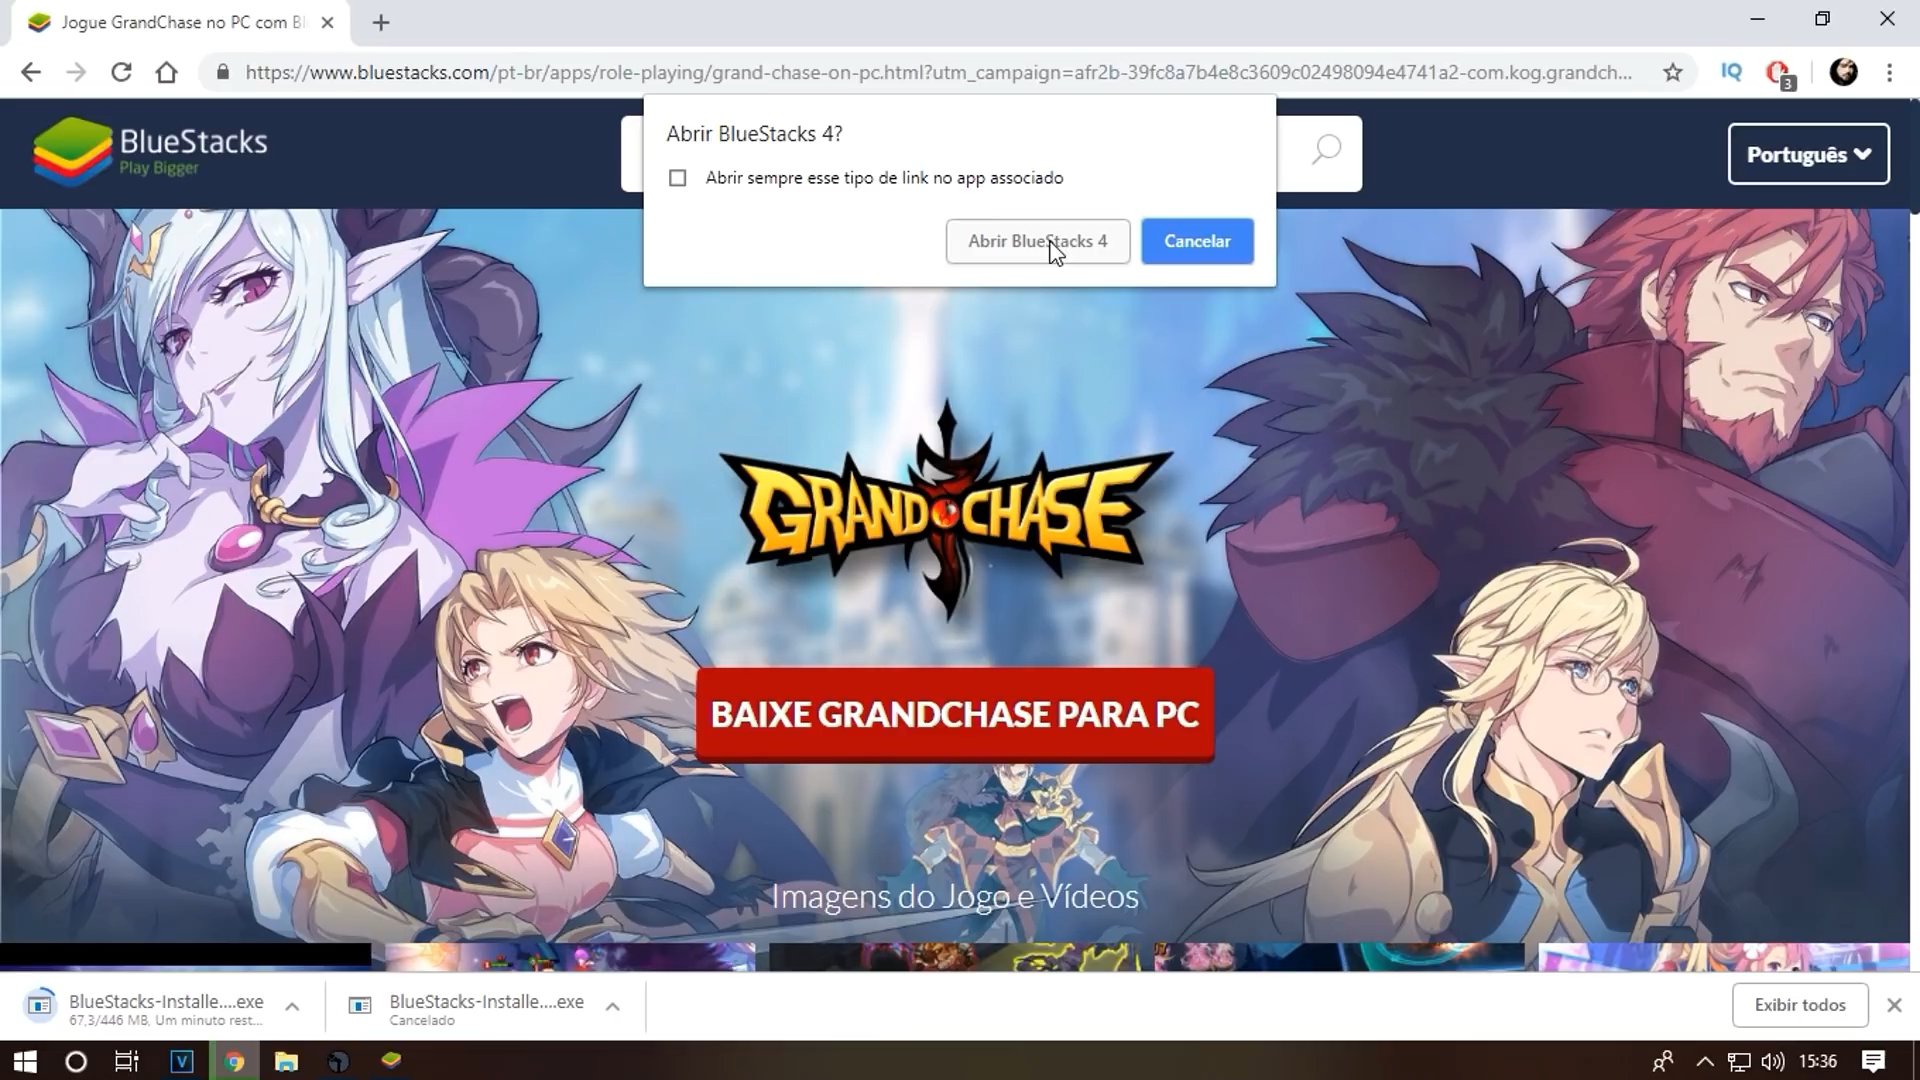 Jogue GrandChase no PC com Bl
https://www.bluestacks.com/pt-br/apps/role-playing/grand-chase-on-pc.html?utm_campaign=afr2b-39fc8a7b4e8c3609c02498094e4741a2-com.kog.grandch...
IQ
3
BlueStacks
Play Bigger
Abrir BlueStacks 4?
Abrir sempre esse tipo de link no app associado
Abrir BlueStacks 4
Cancelar
Português
GRAND CHASE
BAIXE GRANDCHASE PARA PC
Imagens do Jogo e Vídeos
BlueStacks-Installe....exe
67,3/446 MB, Um minuto rest...
BlueStacks-Installe....exe
Cancelado
Exibir todos
V
15:36